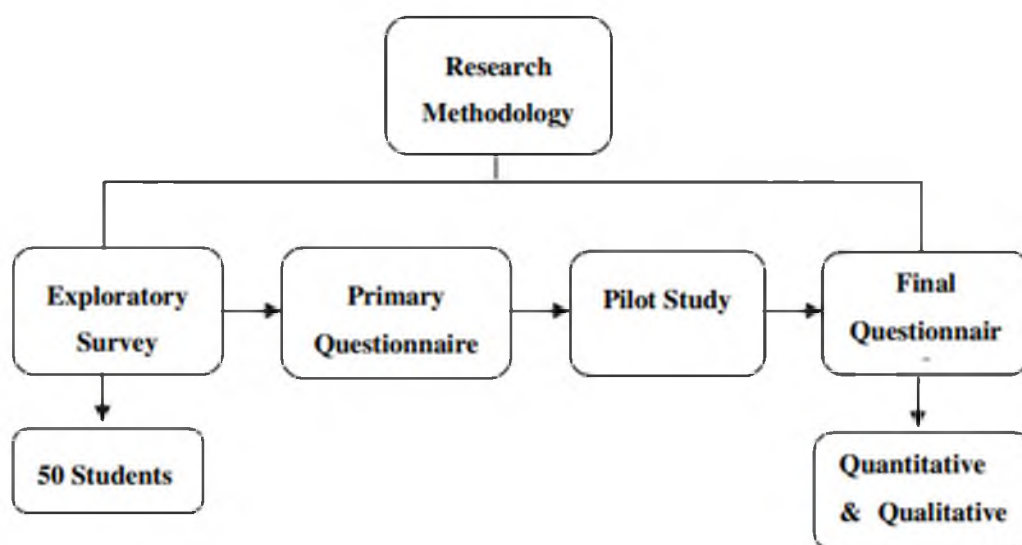 Research
Methodology
Exploratory
Survey
Primary
Questionnaire
Pilot Study
Final
Questionnair
50 Students
Quantitative
& Qualitative